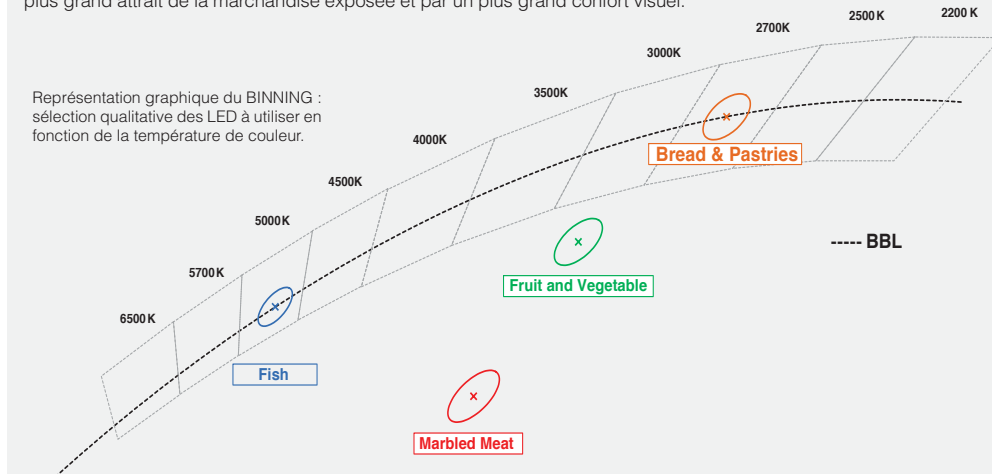 plus grand attrait de la marchandise exposée et par un plus grand confort visuel.
2200 K
2500 K
2700K
3000K
3500K
4000K
4500K
5000K
5700 K
6500 K
Représentation graphique du BINNING :
sélection qualitative des LED à utiliser en
fonction de la température de couleur.
Bread & Pastries
----- BBL
Fruit and Vegetable
Fish
Marbled Meat